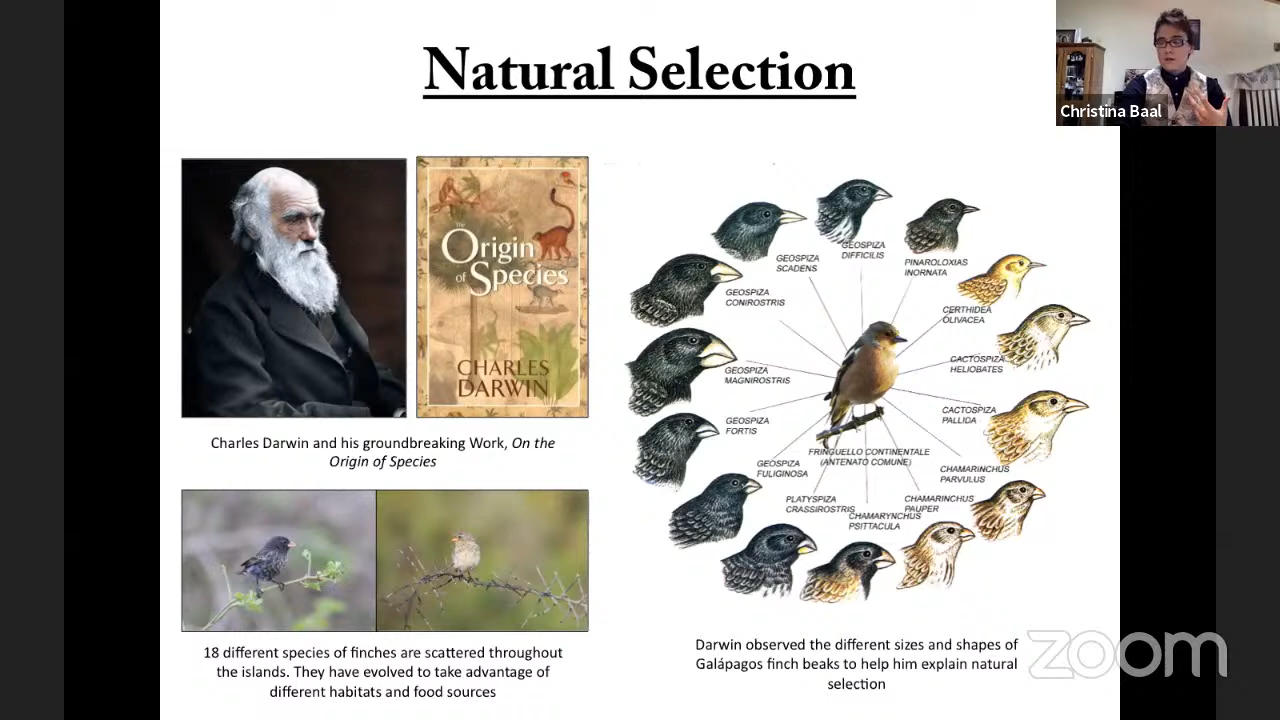 Natural Selection
Christina Baal
The
Origin
of Species
CHARLES
DARWIN
Charles Darwin and his groundbreaking Work, On the
Origin of Species
18 different species of finches are scattered throughout
the islands. They have evolved to take advantage of
different habitats and food sources
GEOSPIZA
DIFFICILIS
GEOSPIZA
SCADENS
PINAROLOXIAS
INORNATA
GEOSPIZA
CONIROSTRIS
CERTHIDEA
OLIVACEA
CACTOSPIZA
HELIOBATES
GEOSPIZA
MAGNIROSTRIS
CACTOSPIZA
PALLIDA
GEOSPIZA
FORTIS
FRINGUELLO CONTINENTALE
(ANTENATO COMUNE)
GEOSPIZA
FULIGINOSA
CHAMARINCHUS
PARVULUS
PLATYSPIZA
CRASSIROSTRIS
CHAMARINCHUS
PAUPER
CHAMARYNCHUS
PSITTACULA
Darwin observed the different sizes and shapes of
Galápagos finch beaks to help him explain natural
selection
zoom